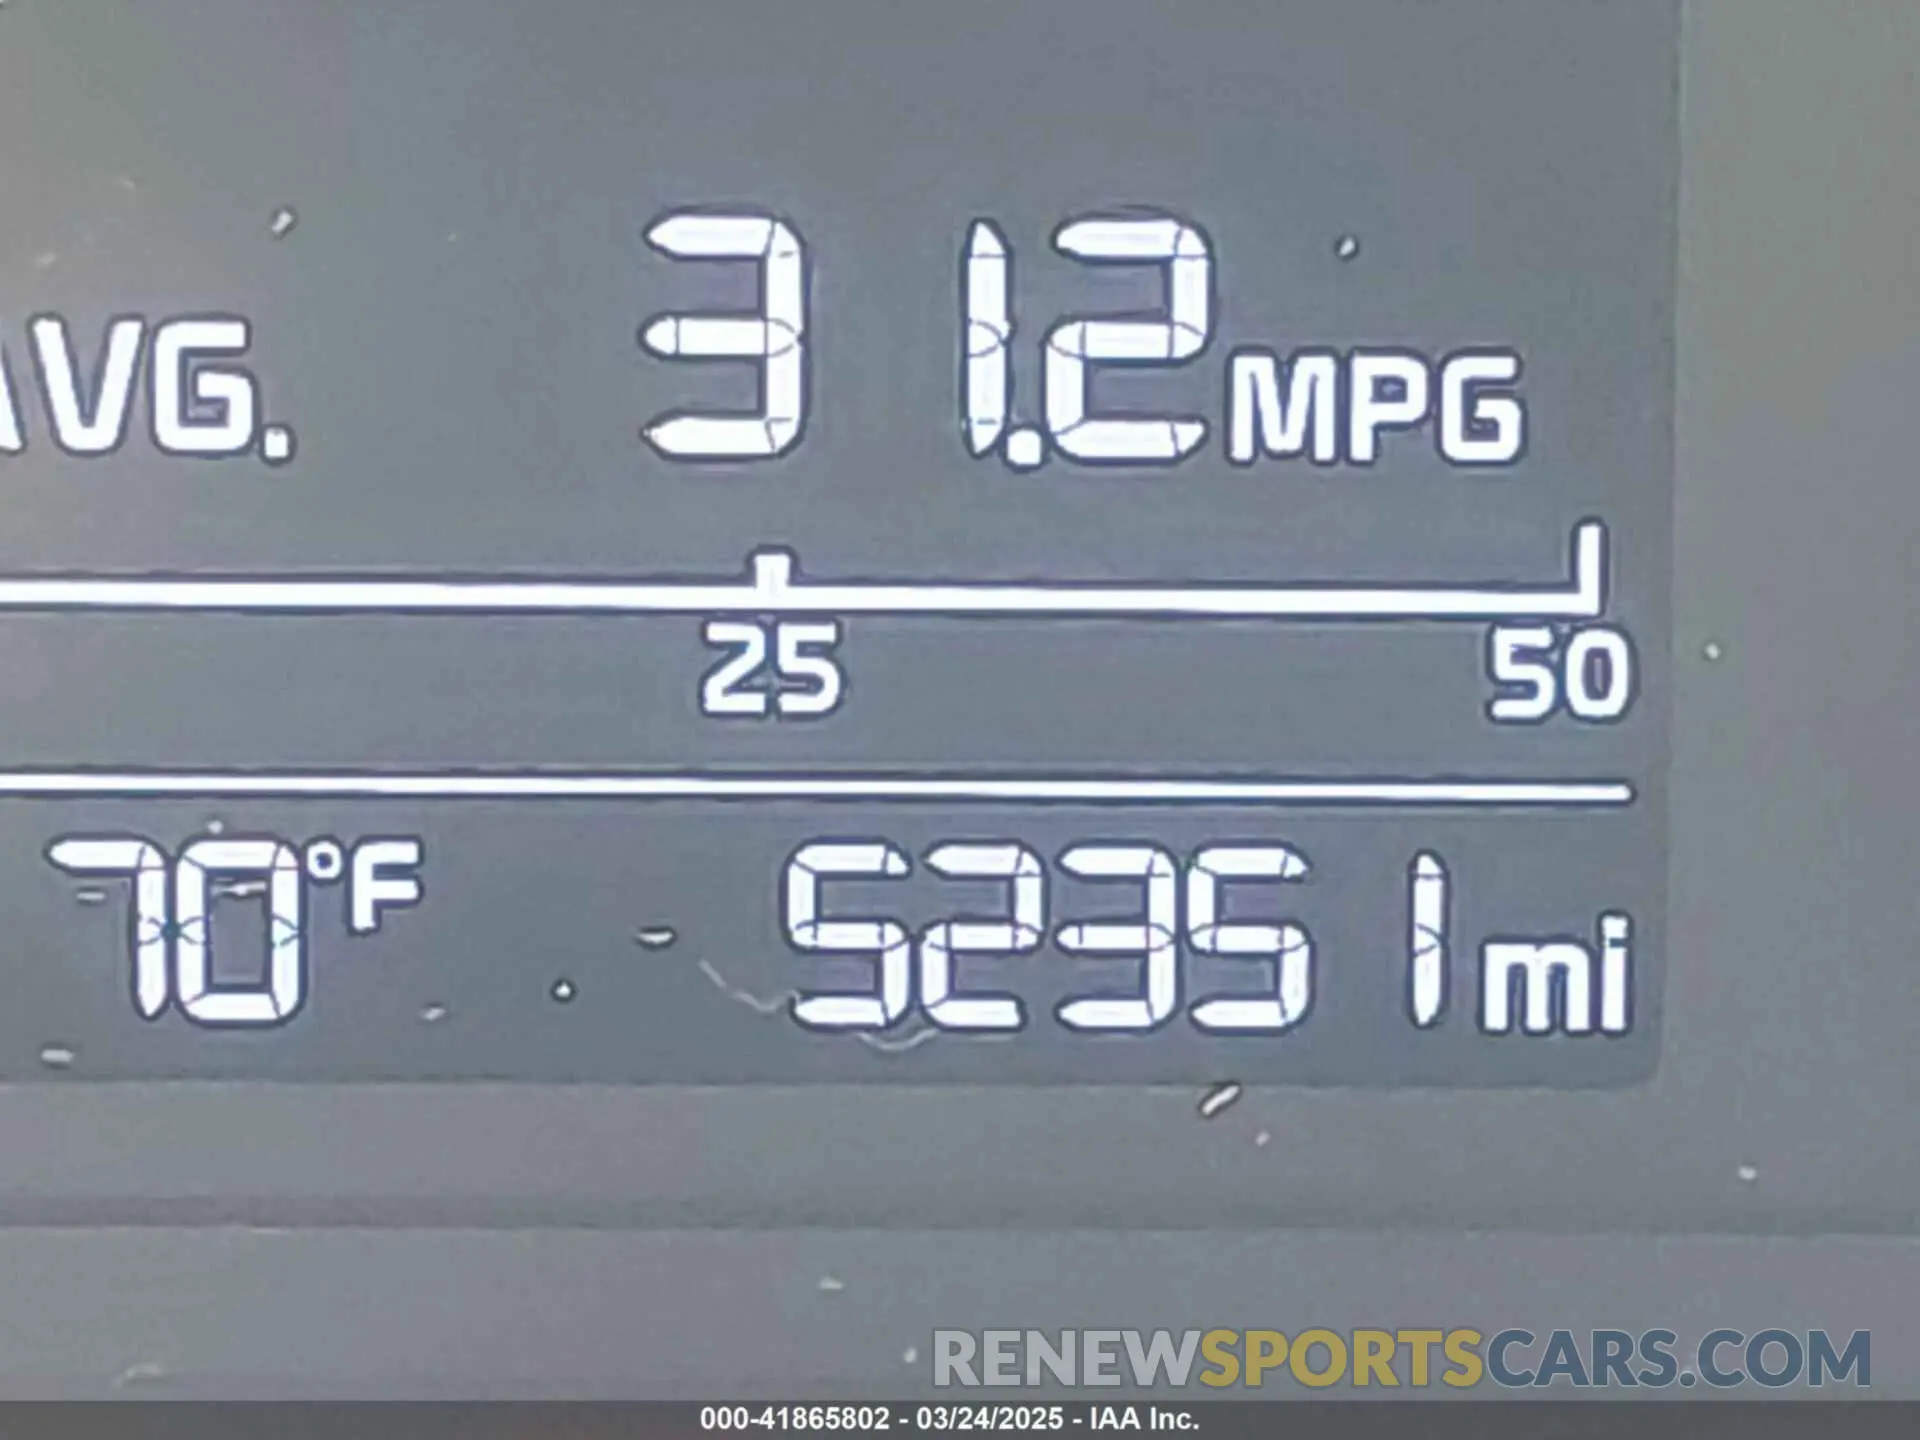 AVG. 31.2 MPG
25 50
70°F 52351 mi
RENEWSPORTSCARS.COM
000-41865802 - 03/24/2025 - IAA Inc.